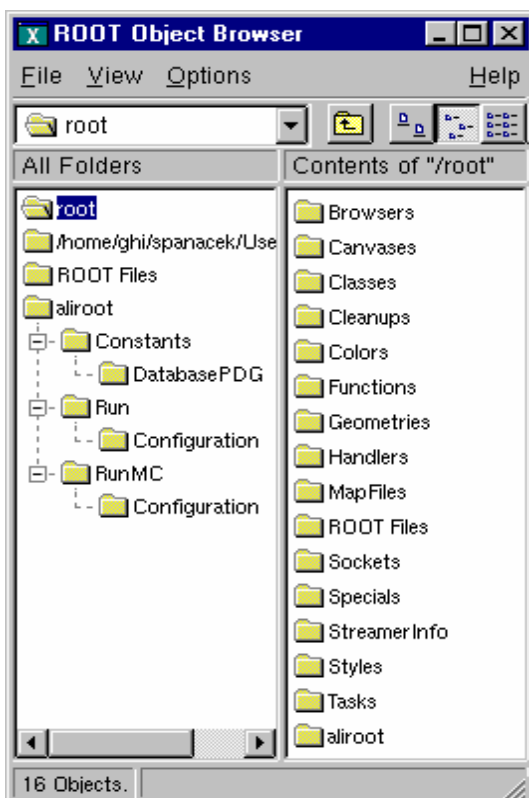 ROOT Object Browser
File View Options Help
root
All Folders
Contents of "/root"
root
/home/ghi/spanacek/Use
ROOT Files
aliroot
Constants
DatabasePDG
Run
Configuration
RunMC
Configuration
Browsers
Canvases
Classes
Cleanups
Colors
Functions
Geometries
Handlers
MapFiles
ROOT Files
Sockets
Specials
StreamerInfo
Styles
Tasks
aliroot
16 Objects.